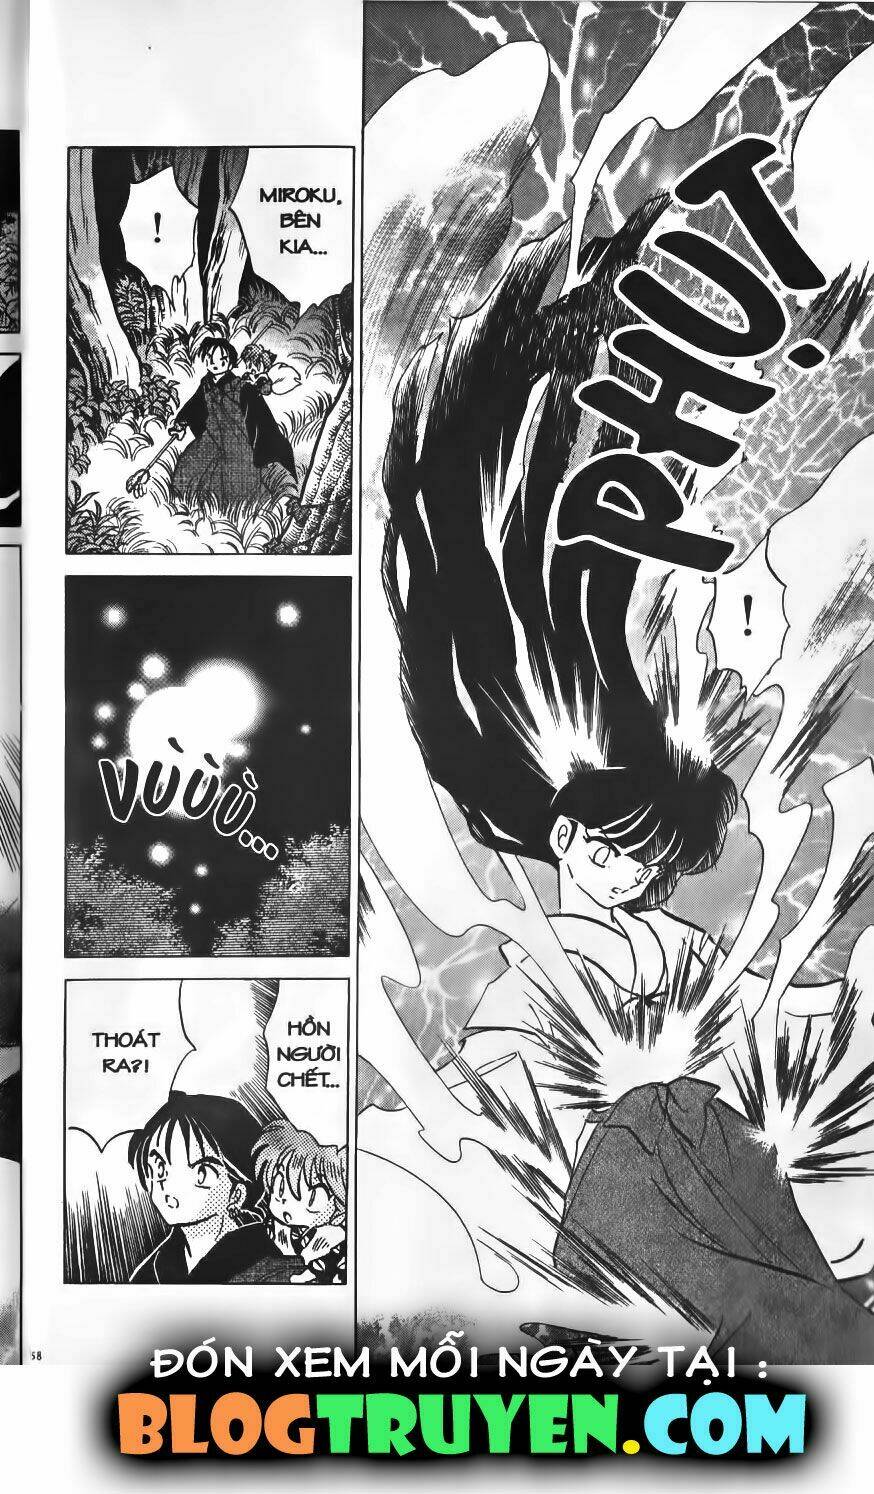 PHỤT
!
MIROKU,
BÊN
KIA...
!
VÙÙÙ...
HỒN
NGƯỜI
CHẾT...
THOÁT
RA?!
58
ĐÓN XEM MỖI NGÀY TẠI :
BLOGTRUYEN.COM